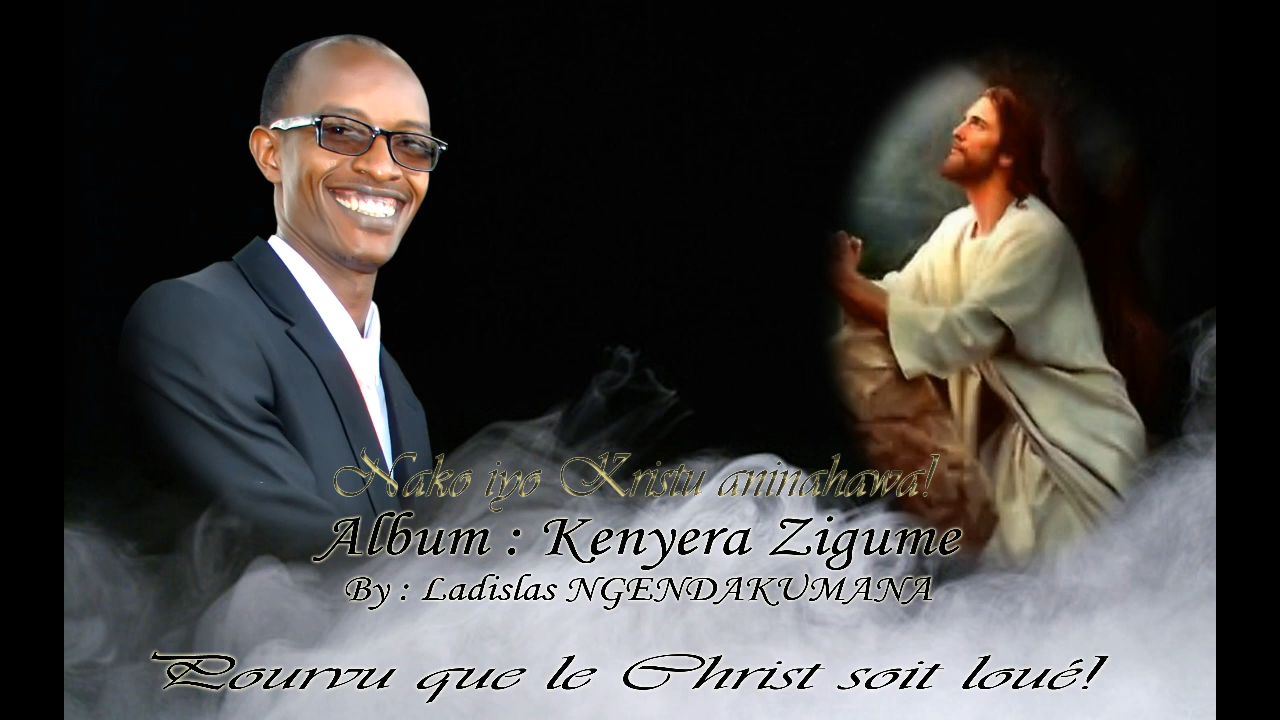 Nako iyo Kristu aninahawa!
Album : Kenyera Zigume
By : Ladislas NGENDAKUMANA
Pourvu que le Christ soit loué!